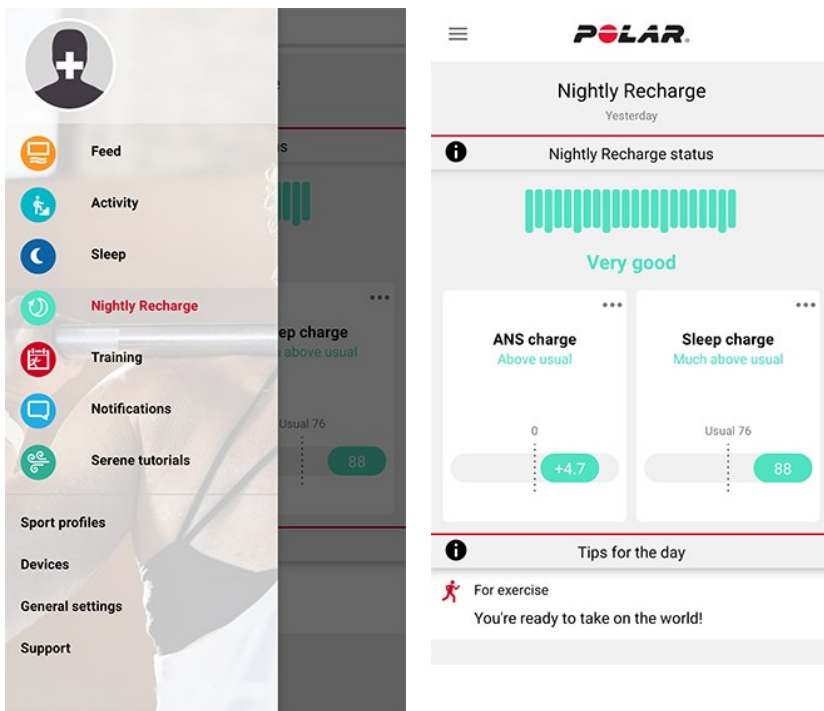 Feed
Activity
Sleep
Nightly Recharge
Training
Notifications
Serene tutorials
Sport profiles
Devices
General settings
Support
s
ep charge
above usual
Usual 76
88
POLAR.
Nightly Recharge
Yesterday
Nightly Recharge status
Very good
ANS charge
Above usual
0
+4.7
Sleep charge
Much above usual
Usual 76
88
Tips for the day
For exercise
You're ready to take on the world!